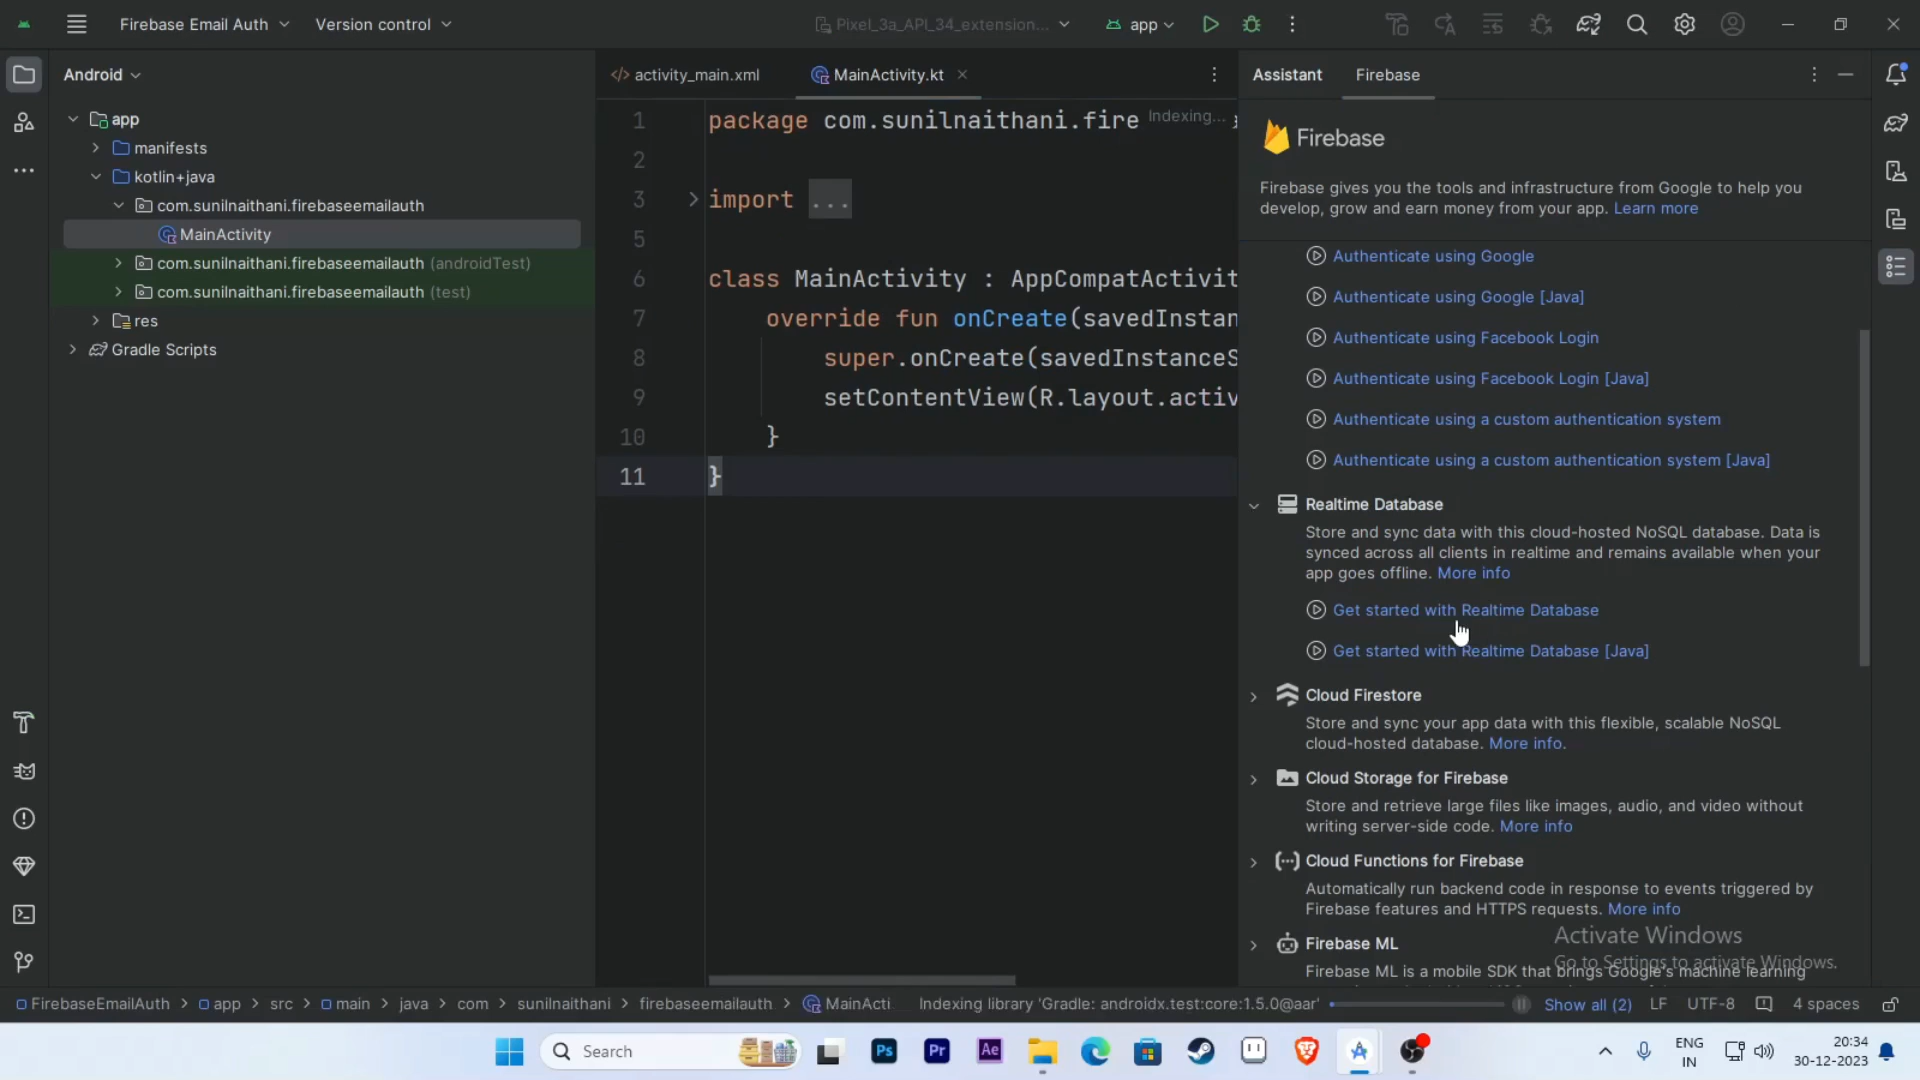 Firebase Email Auth
Version control
Pixel_3a_API_34_extension...
app
Android
app
manifests
kotlin+java
com.sunilnaithani.firebaseemailauth
MainActivity
com.sunilnaithani.firebaseemailauth (androidTest)
com.sunilnaithani.firebaseemailauth (test)
res
Gradle Scripts
activity_main.xml
MainActivity.kt
1 package com.sunilnaithani.fire
Indexing...
2
3 import ...
5
6 class MainActivity : AppCompatActivit
7 override fun onCreate(savedInstan
8 super.onCreate(savedInstanceS
9 setContentView(R.layout.activ
10 }
11 }
Assistant
Firebase
Firebase
Firebase gives you the tools and infrastructure from Google to help you
develop, grow and earn money from your app. Learn more
Authenticate using Google
Authenticate using Google [Java]
Authenticate using Facebook Login
Authenticate using Facebook Login [Java]
Authenticate using a custom authentication system
Authenticate using a custom authentication system [Java]
Realtime Database
Store and sync data with this cloud-hosted NoSQL database. Data is
synced across all clients in realtime and remains available when your
app goes offline. More info
Get started with Realtime Database
Get started with Realtime Database [Java]
Cloud Firestore
Store and sync your app data with this flexible, scalable NoSQL
cloud-hosted database. More info.
Cloud Storage for Firebase
Store and retrieve large files like images, audio, and video without
writing server-side code. More info
Cloud Functions for Firebase
Automatically run backend code in response to events triggered by
Firebase features and HTTPS requests. More info
Firebase ML
Firebase ML is a mobile SDK that brings Google's machine learning
Activate Windows
Go to Settings to activate Windows.
FirebaseEmailAuth > app > src > main > java > com > sunilnaithani > firebaseemailauth > MainActi
Indexing library 'Gradle: androidx.test:core:1.5.0@aar'
Show all (2)
LF
UTF-8
4 spaces
Search
Ps
Pr
Ae
ENG
IN
20:34
30-12-2023